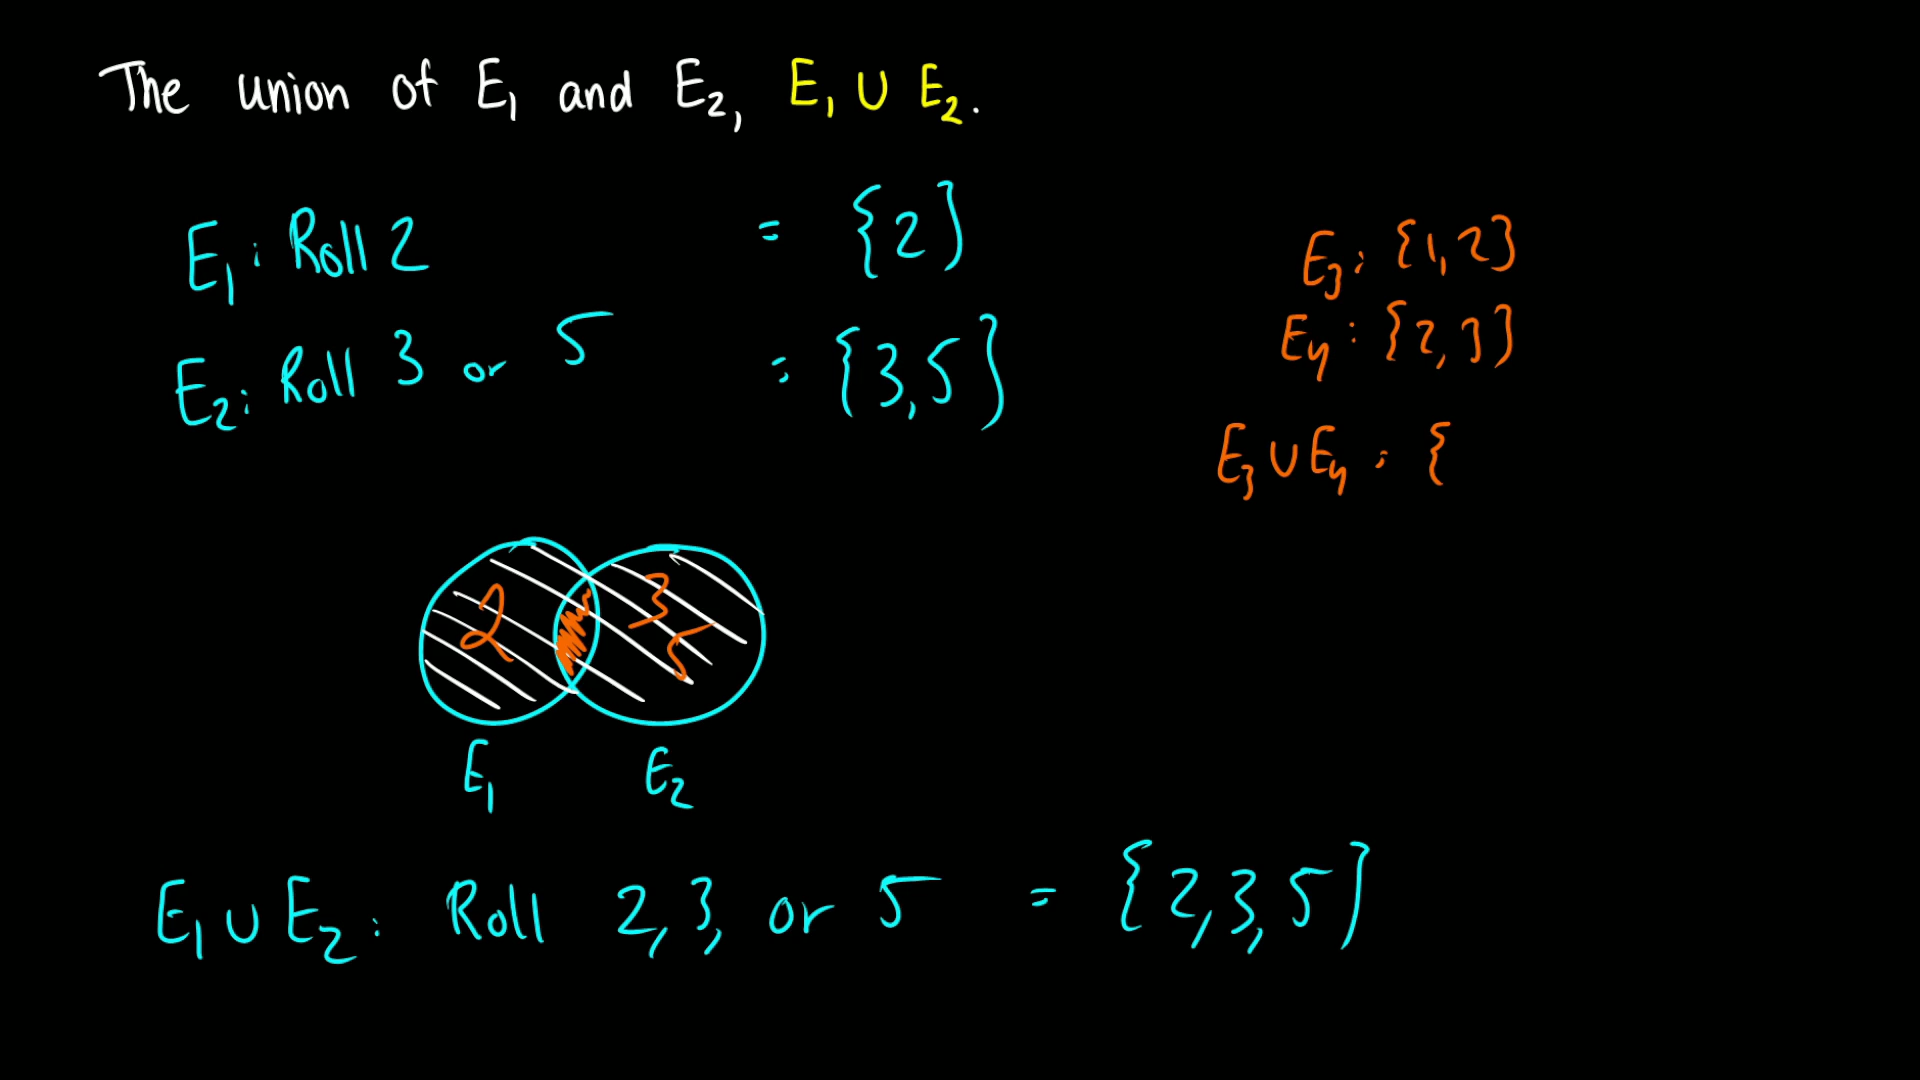 The union of E₁ and E₂, E₁ ∪ E₂.
E₁: Roll 2 = {2}
E₂: Roll 3 or 5 = {3,5}
E₃: {1,2}
E₄: {2,3}
E₃ ∪ E₄: {
2 3 5
E₁ E₂
E₁ ∪ E₂: Roll 2, 3, or 5 = {2,3,5}